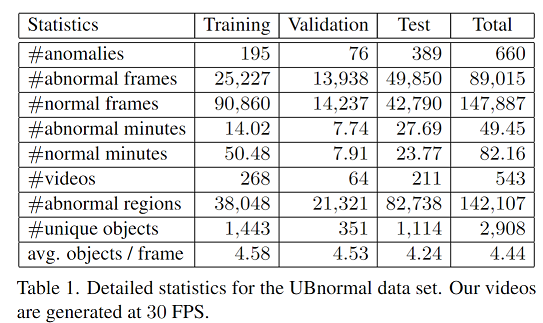 Statistics Training Validation Test Total
#anomalies 195 76 389 660
#abnormal frames 25,227 13,938 49,850 89,015
#normal frames 90,860 14,237 42,790 147,887
#abnormal minutes 14.02 7.74 27.69 49.45
#normal minutes 50.48 7.91 23.77 82.16
#videos 268 64 211 543
#abnormal regions 38,048 21,321 82,738 142,107
#unique objects 1,443 351 1,114 2,908
avg. objects / frame 4.58 4.53 4.24 4.44
Table 1. Detailed statistics for the UBnormal data set. Our videos
are generated at 30 FPS.